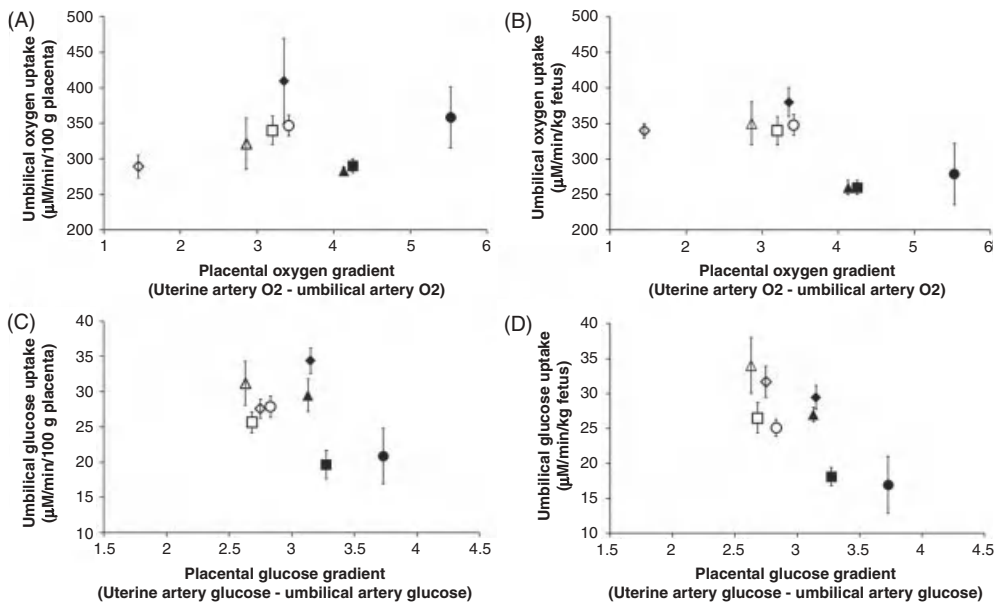 (A)
Umbilical oxygen uptake
(μM/min/100 g placenta)
500
450
400
350
300
250
200
1 2 3 4 5 6
Placental oxygen gradient
(Uterine artery O2 - umbilical artery O2)
(B)
Umbilical oxygen uptake
(μM/min/kg fetus)
500
450
400
350
300
250
200
1 2 3 4 5 6
Placental oxygen gradient
(Uterine artery O2 - umbilical artery O2)
(C)
Umbilical glucose uptake
(μM/min/100 g placenta)
40
35
30
25
20
15
10
1.5 2 2.5 3 3.5 4 4.5
Placental glucose gradient
(Uterine artery glucose - umbilical artery glucose)
(D)
Umbilical glucose uptake
(μM/min/kg fetus)
40
35
30
25
20
15
10
1.5 2 2.5 3 3.5 4 4.5
Placental glucose gradient
(Uterine artery glucose - umbilical artery glucose)